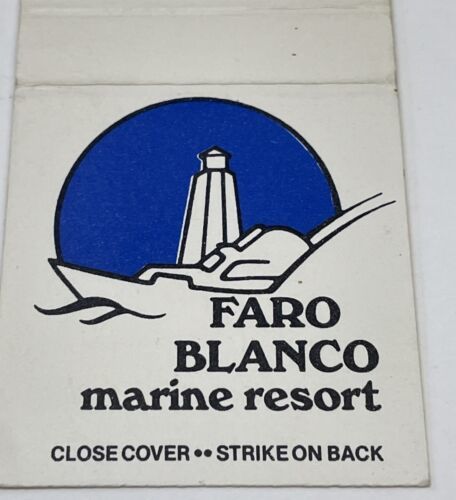 FARO
BLANCO
marine resort
CLOSE COVER •• STRIKE ON BACK